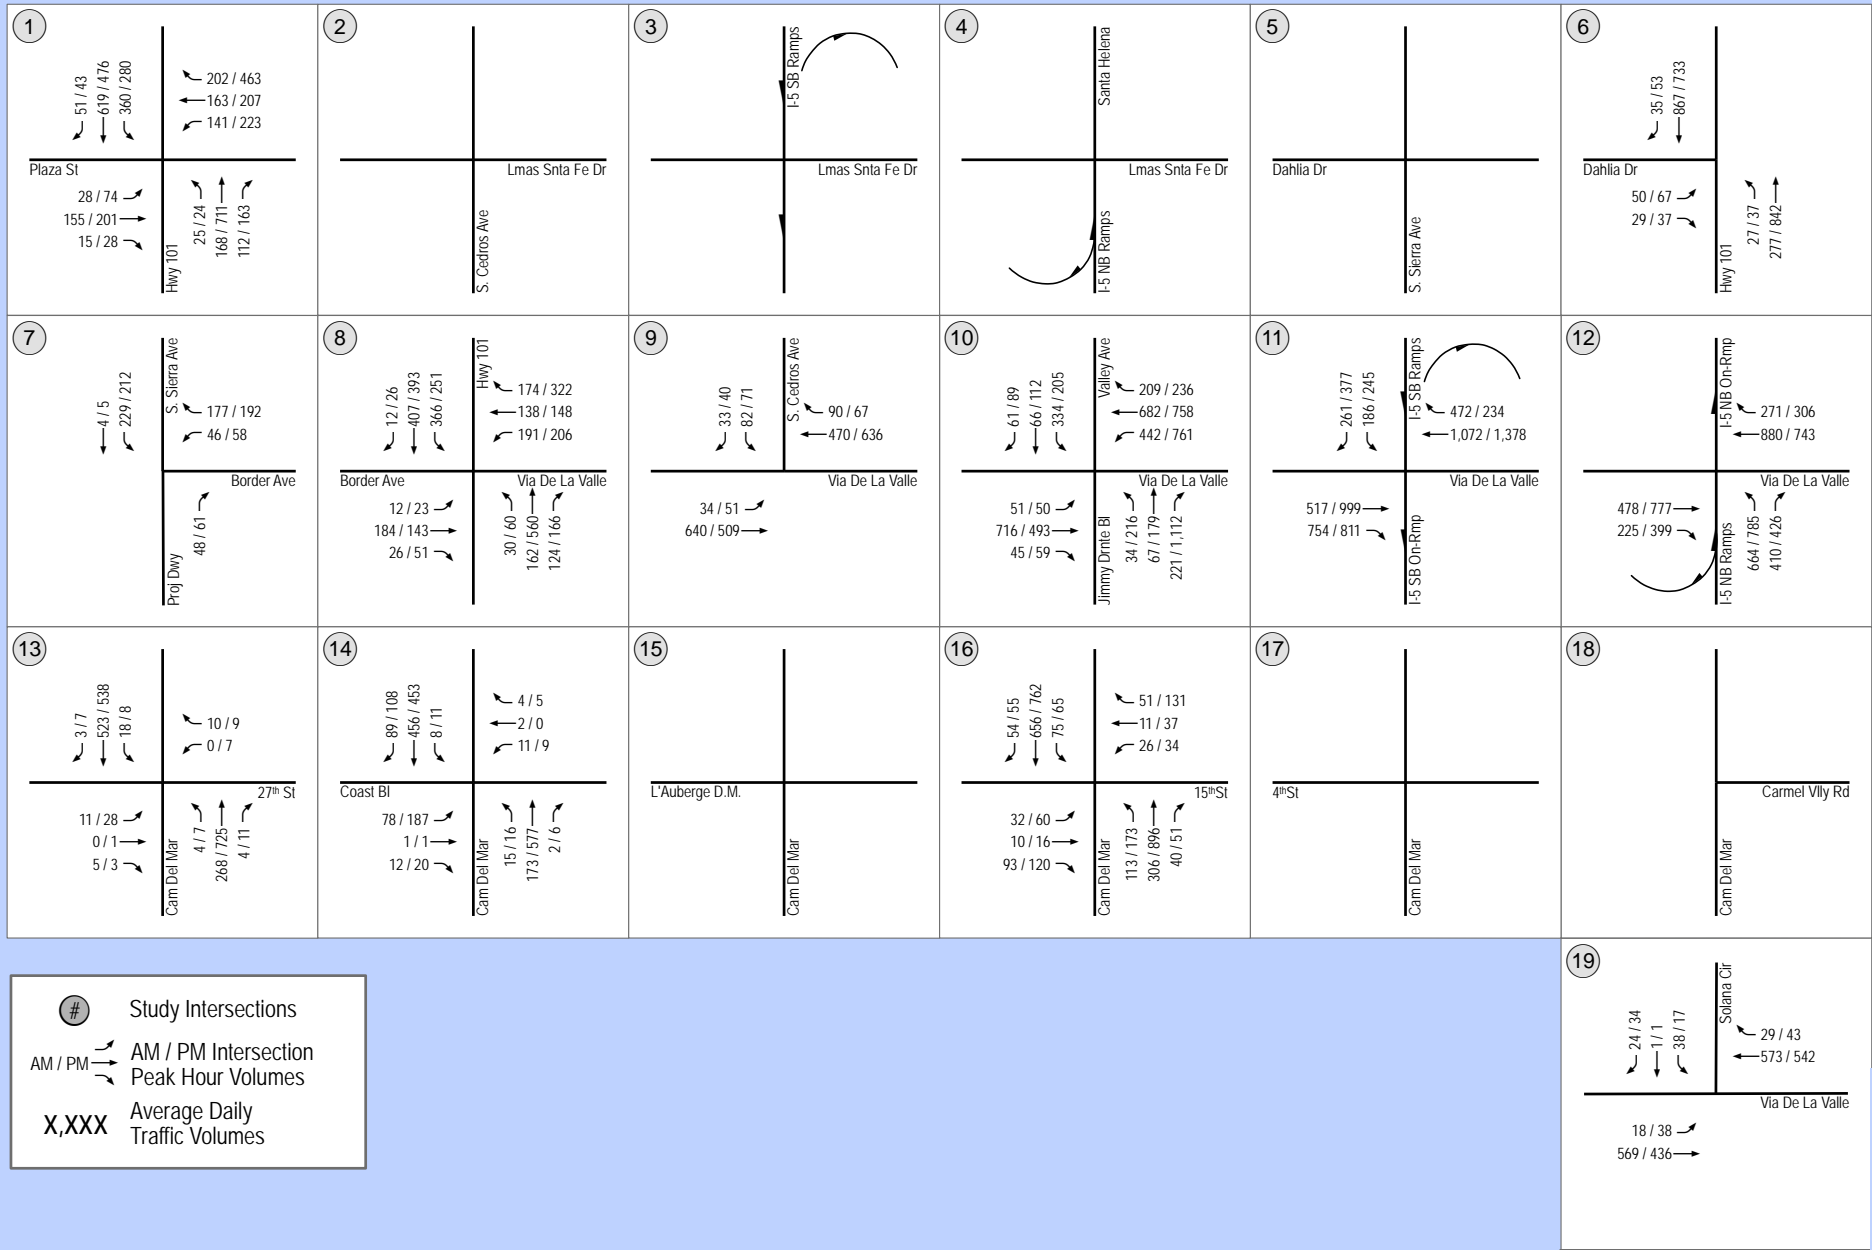 1
51 / 43
619 / 476
360 / 280
202 / 463
163 / 207
141 / 223
Plaza St
28 / 74
155 / 201
15 / 28
Hwy 101
25 / 24
168 / 711
112 / 163
2
Lmas Snta Fe Dr
S. Cedros Ave
3
I-5 SB Ramps
Lmas Snta Fe Dr
4
Santa Helena
Lmas Snta Fe Dr
I-5 NB Ramps
5
Dahlia Dr
S. Sierra Ave
6
35 / 53
867 / 733
Dahlia Dr
50 / 67
29 / 37
Hwy 101
27 / 37
277 / 842
7
4 / 5
229 / 212
S. Sierra Ave
177 / 192
46 / 58
Border Ave
Proj Dwy
48 / 61
8
12 / 26
407 / 393
366 / 251
Hwy 101
174 / 322
138 / 148
191 / 206
Border Ave
Via De La Valle
12 / 23
184 / 143
26 / 51
30 / 60
162 / 560
124 / 166
9
33 / 40
82 / 71
S. Cedros Ave
90 / 67
470 / 636
Via De La Valle
34 / 51
640 / 509
10
61 / 89
66 / 112
334 / 205
Valley Ave
209 / 236
682 / 758
442 / 761
Via De La Valle
51 / 50
716 / 493
45 / 59
Jimmy Drnte Bl
34 / 216
67 / 179
221 / 1,112
11
261 / 377
186 / 245
I-5 SB Ramps
472 / 234
1,072 / 1,378
Via De La Valle
517 / 999
754 / 811
I-5 SB On-Rmp
12
I-5 NB On-Rmp
271 / 306
880 / 743
Via De La Valle
478 / 777
225 / 399
I-5 NB Ramps
664 / 785
410 / 426
13
3 / 7
523 / 538
18 / 8
10 / 9
0 / 7
27th St
11 / 28
0 / 1
5 / 3
Cam Del Mar
4 / 7
268 / 725
4 / 11
14
89 / 108
456 / 453
8 / 11
4 / 5
2 / 0
11 / 9
Coast Bl
78 / 187
1 / 1
12 / 20
Cam Del Mar
15 / 16
173 / 577
2 / 6
15
L'Auberge D.M.
Cam Del Mar
16
54 / 55
656 / 762
75 / 65
51 / 131
11 / 37
26 / 34
15thSt
32 / 60
10 / 16
93 / 120
Cam Del Mar
113 / 173
306 / 896
40 / 51
17
4thSt
Cam Del Mar
18
Carmel Vlly Rd
Cam Del Mar
19
24 / 34
1 / 1
38 / 17
Solana Cir
29 / 43
573 / 542
Via De La Valle
18 / 38
569 / 436
# Study Intersections
AM / PM
AM / PM Intersection
Peak Hour Volumes
X,XXX
Average Daily
Traffic Volumes